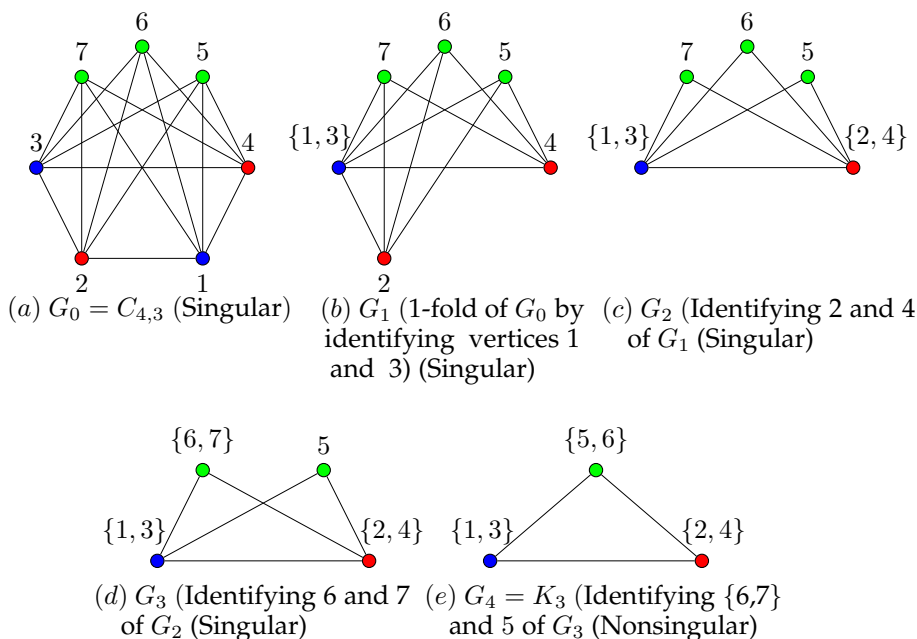 6 6 6
7 5 7 5 7 5
3 4 {1, 3} 4 {1, 3} {2, 4}
2 1 2
(a) G₀ = C₄,₃ (Singular) (b) G₁ (1-fold of G₀ by (c) G₂ (Identifying 2 and 4
identifying vertices 1 of G₁ (Singular)
and 3) (Singular)
{6, 7} 5 {5, 6}
{1, 3} {2, 4} {1, 3} {2, 4}
(d) G₃ (Identifying 6 and 7 (e) G₄ = K₃ (Identifying {6,7}
of G₂ (Singular) and 5 of G₃ (Nonsingular)